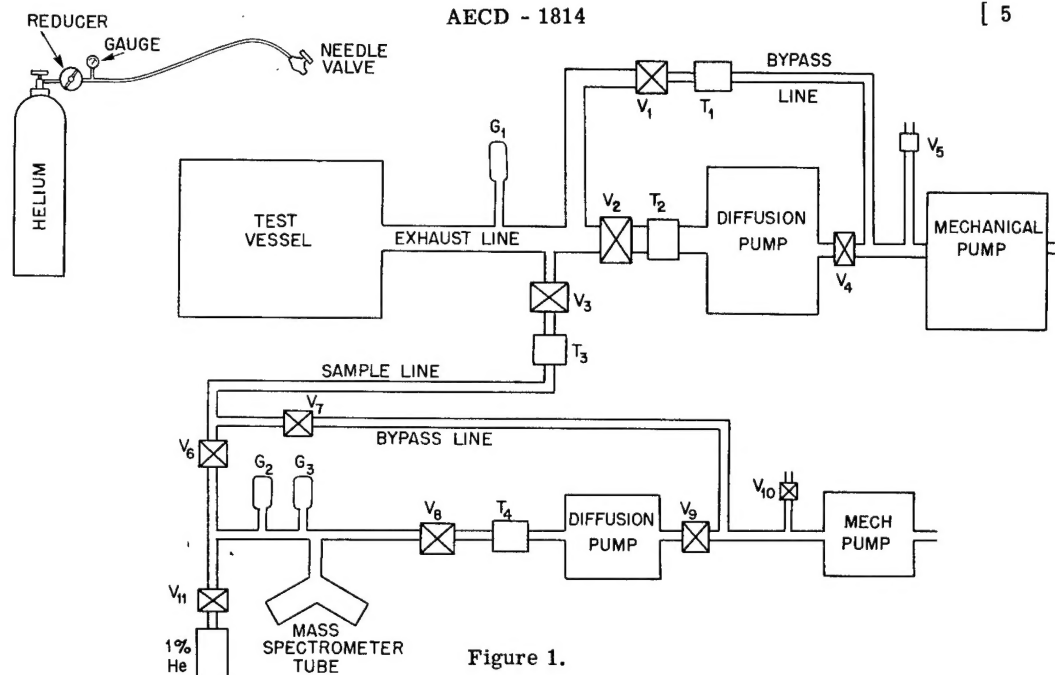 AECD - 1814
[ 5
REDUCER
GAUGE
NEEDLE
VALVE
HELIUM
BYPASS
LINE
V1
T1
G1
V5
TEST
VESSEL
EXHAUST LINE
V2
T2
DIFFUSION
PUMP
V4
MECHANICAL
PUMP
V3
T3
SAMPLE LINE
V7
BYPASS LINE
V6
G2
G3
V8
T4
DIFFUSION
PUMP
V9
V10
MECH
PUMP
V11
1%
He
MASS
SPECTROMETER
TUBE
Figure 1.